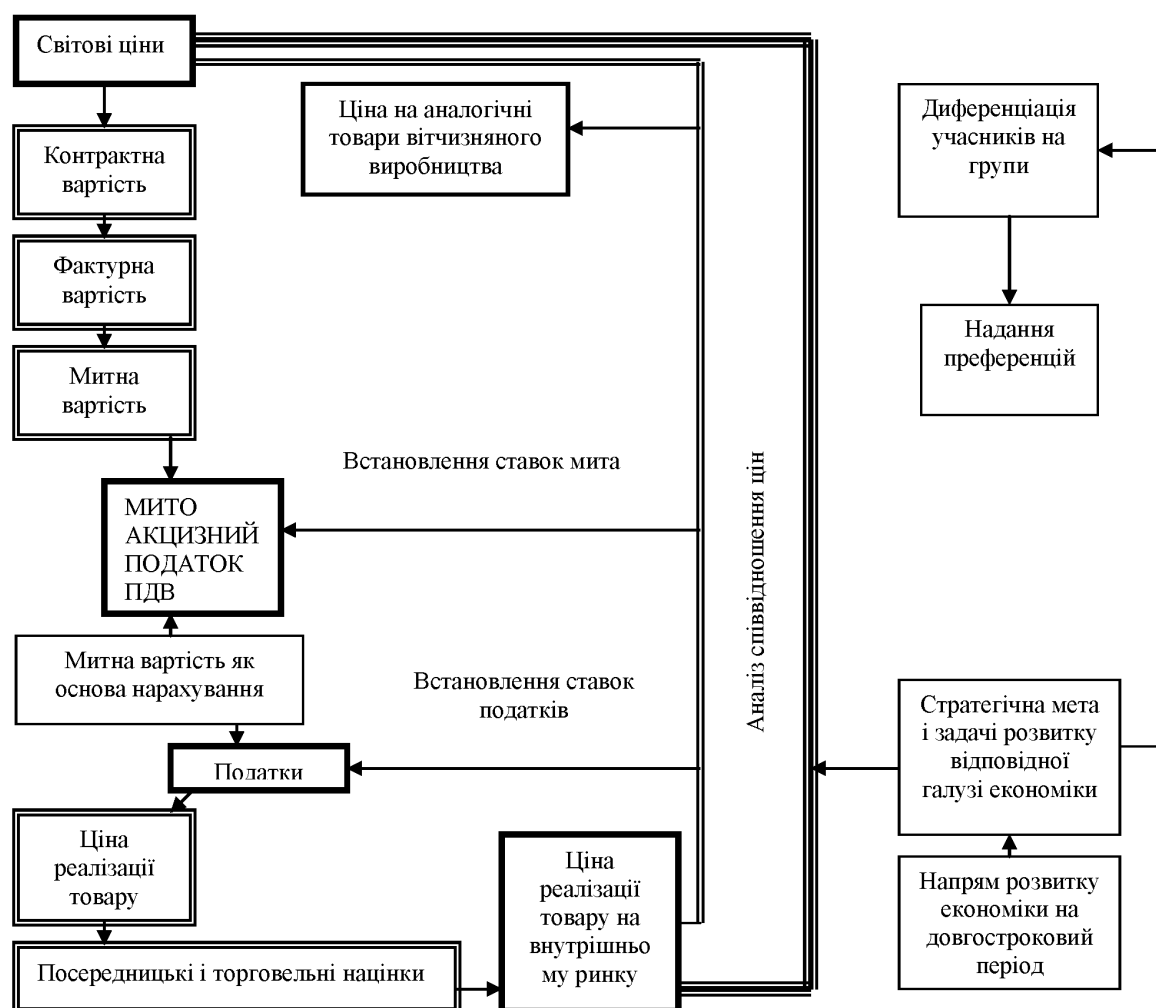 Світові ціни
Ціна на аналогічні
товари вітчизняного
виробництва
Диференціація
учасників на
групи
Контрактна
вартість
Фактурна
вартість
Надання
преференцій
Митна
вартість
Встановлення ставок мита
Аналіз співвідношення цін
МИТО
АКЦИЗНИЙ
ПОДАТОК
ПДВ
Митна вартість як
основа нарахування
Встановлення ставок
податків
Стратегічна мета
і задачі розвитку
відповідної
галузі економіки
Податки
Ціна
реалізації
товару
Ціна
реалізації
товару на
внутрішньо
му ринку
Напрям розвитку
економіки на
довгостроковий
період
Посередницькі і торговельні націнки